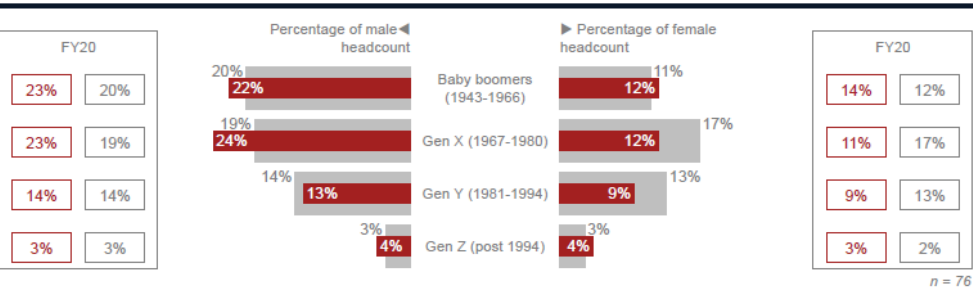 Percentage of male ◀
headcount
▶ Percentage of female
headcount
FY20
23% 20%
23% 19%
14% 14%
3% 3%
20%
22%
Baby boomers
(1943-1966)
11%
12%
19%
24%
Gen X (1967-1980)
17%
12%
14%
13%
Gen Y (1981-1994)
13%
9%
3%
4%
Gen Z (post 1994)
3%
4%
FY20
14% 12%
11% 17%
9% 13%
3% 2%
n = 76